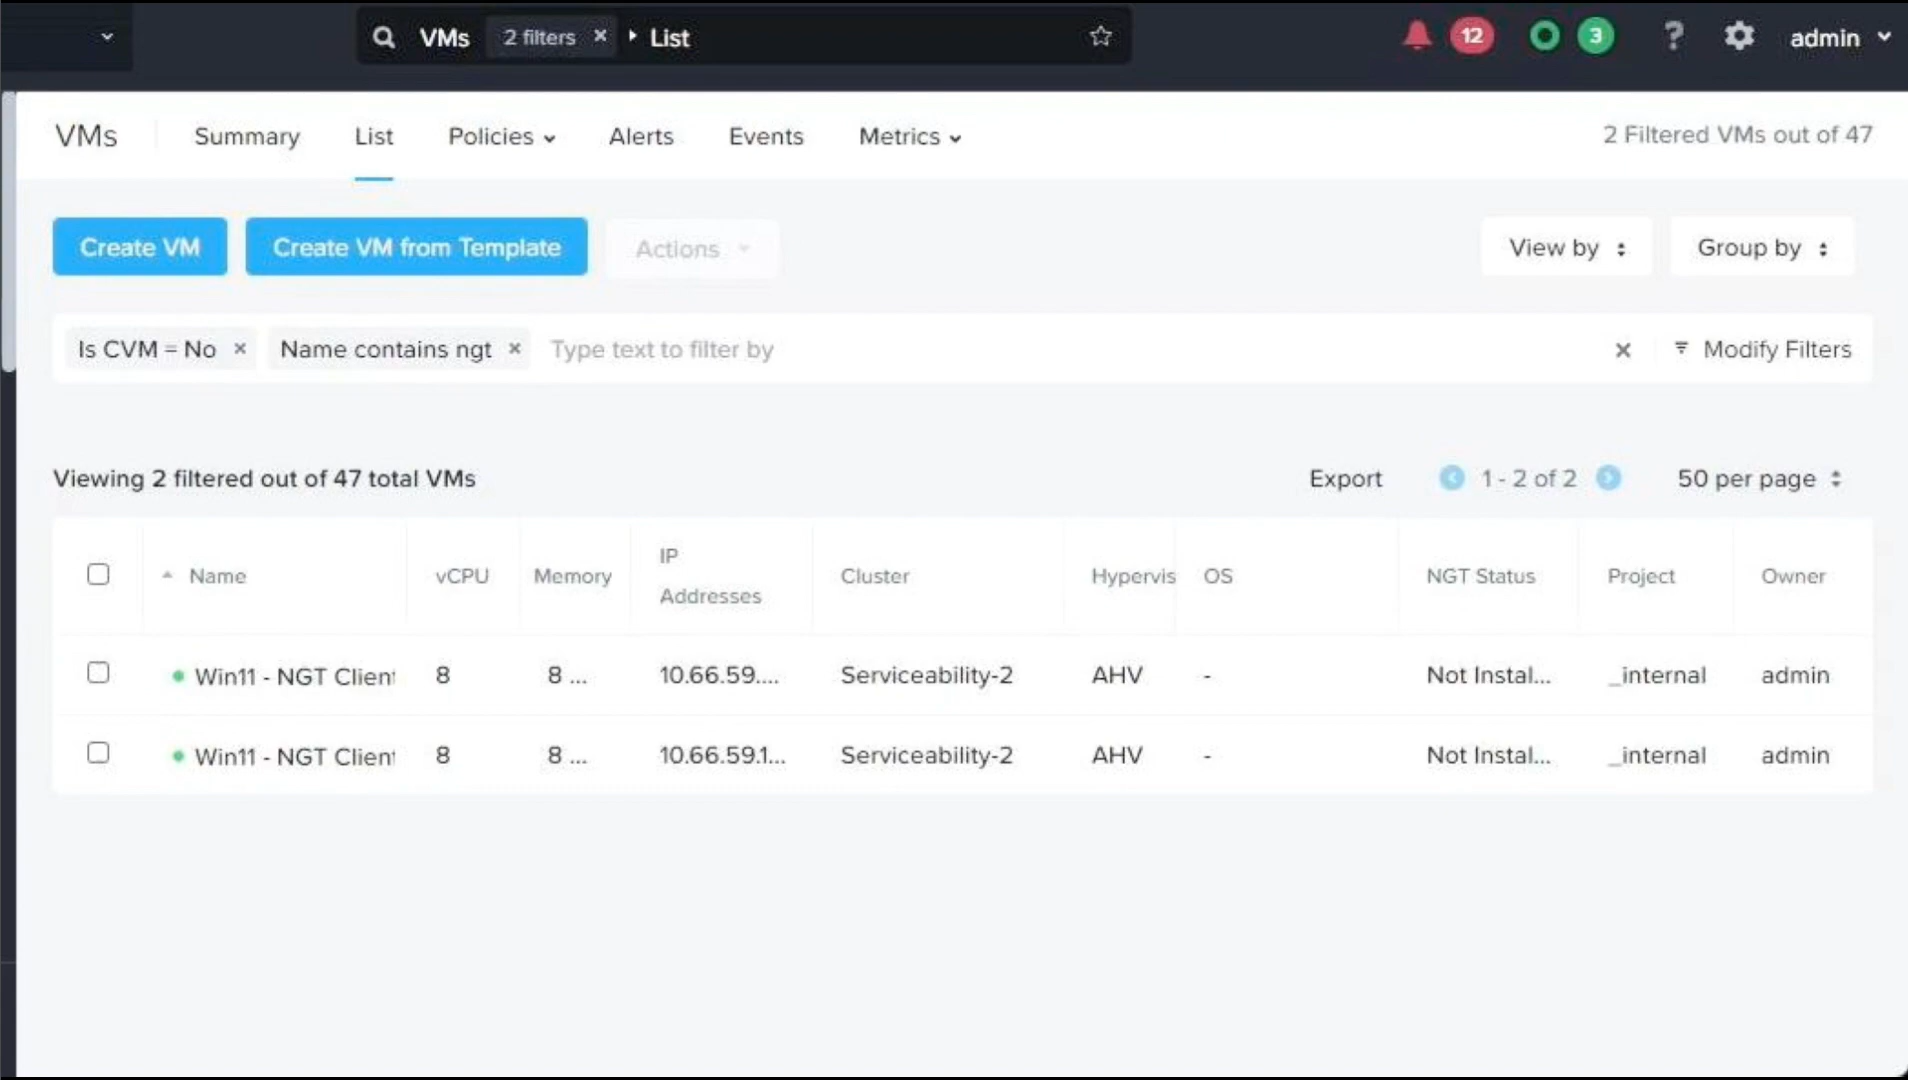 VMs 2 filters × List
12 3 ? admin
VMs Summary List Policies Alerts Events Metrics 2 Filtered VMs out of 47
Create VM Create VM from Template Actions View by Group by
Is CVM = No × Name contains ngt × Type text to filter by × Modify Filters
Viewing 2 filtered out of 47 total VMs Export 1 - 2 of 2 50 per page
Name vCPU Memory IP Addresses Cluster Hypervis OS NGT Status Project Owner
Win11 - NGT Client 8 8 ... 10.66.59.... Serviceability-2 AHV - Not Instal... _internal admin
Win11 - NGT Client 8 8 ... 10.66.59.1... Serviceability-2 AHV - Not Instal... _internal admin